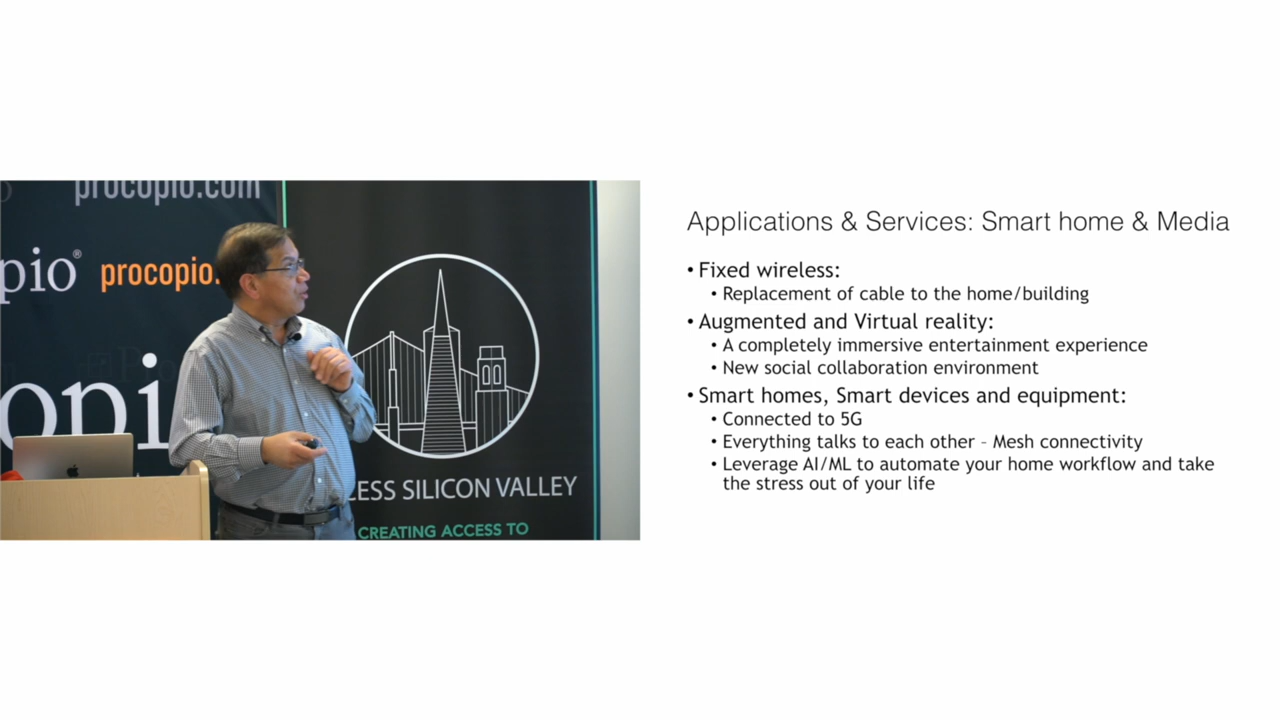 procopio.com
pio®
procopio.
opi
LESS SILICON VALLEY
CREATING ACCESS TO
Applications & Services: Smart home & Media
• Fixed wireless:
• Replacement of cable to the home/building
• Augmented and Virtual reality:
• A completely immersive entertainment experience
• New social collaboration environment
• Smart homes, Smart devices and equipment:
• Connected to 5G
• Everything talks to each other – Mesh connectivity
• Leverage AI/ML to automate your home workflow and take
the stress out of your life